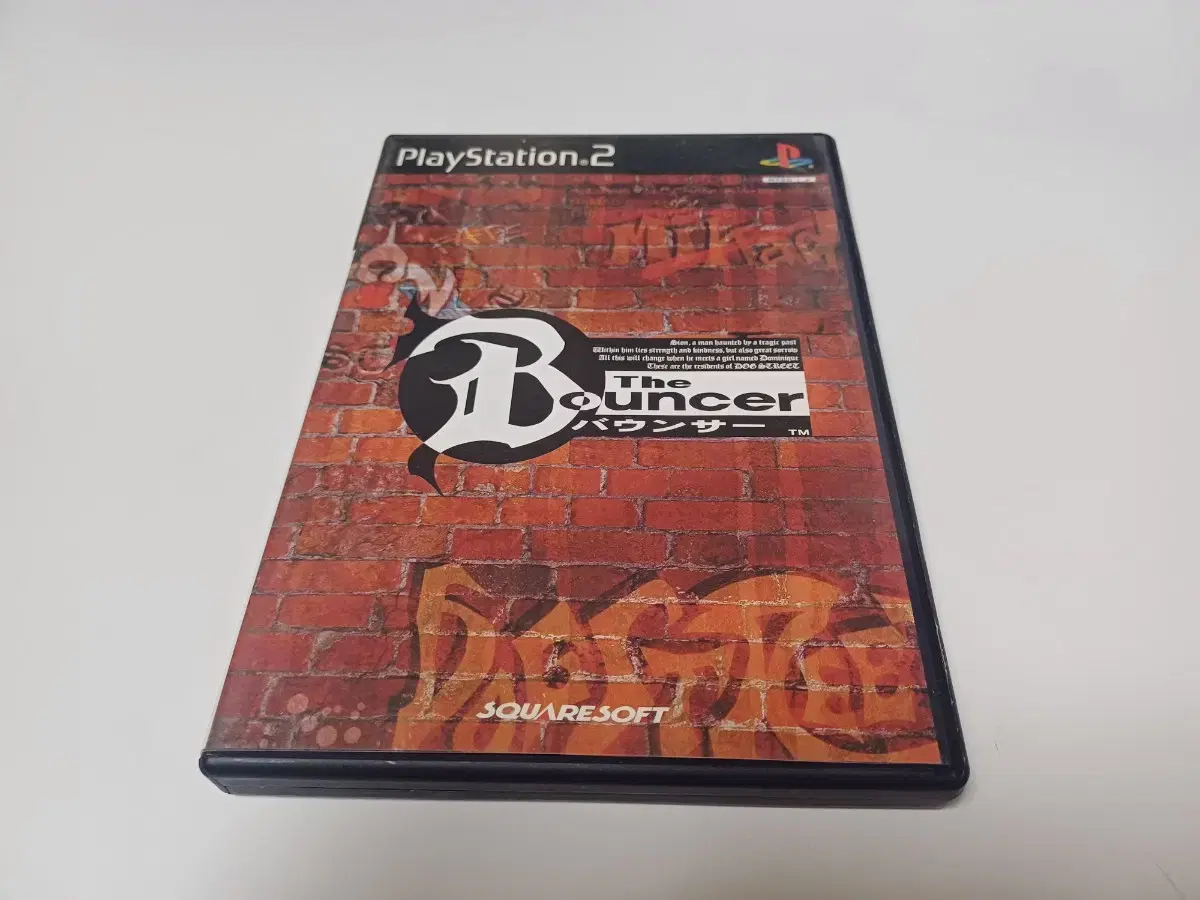 PlayStation.2
NTSC J
Sion, a man haunted by a tragic past
Within him lies strength and kindness, but also great sorrow
All this will change when he meets a girl named Dominique
These are the residents of DOG STREET
The
Bouncer
バウンサー
TM
SQUARESOFT